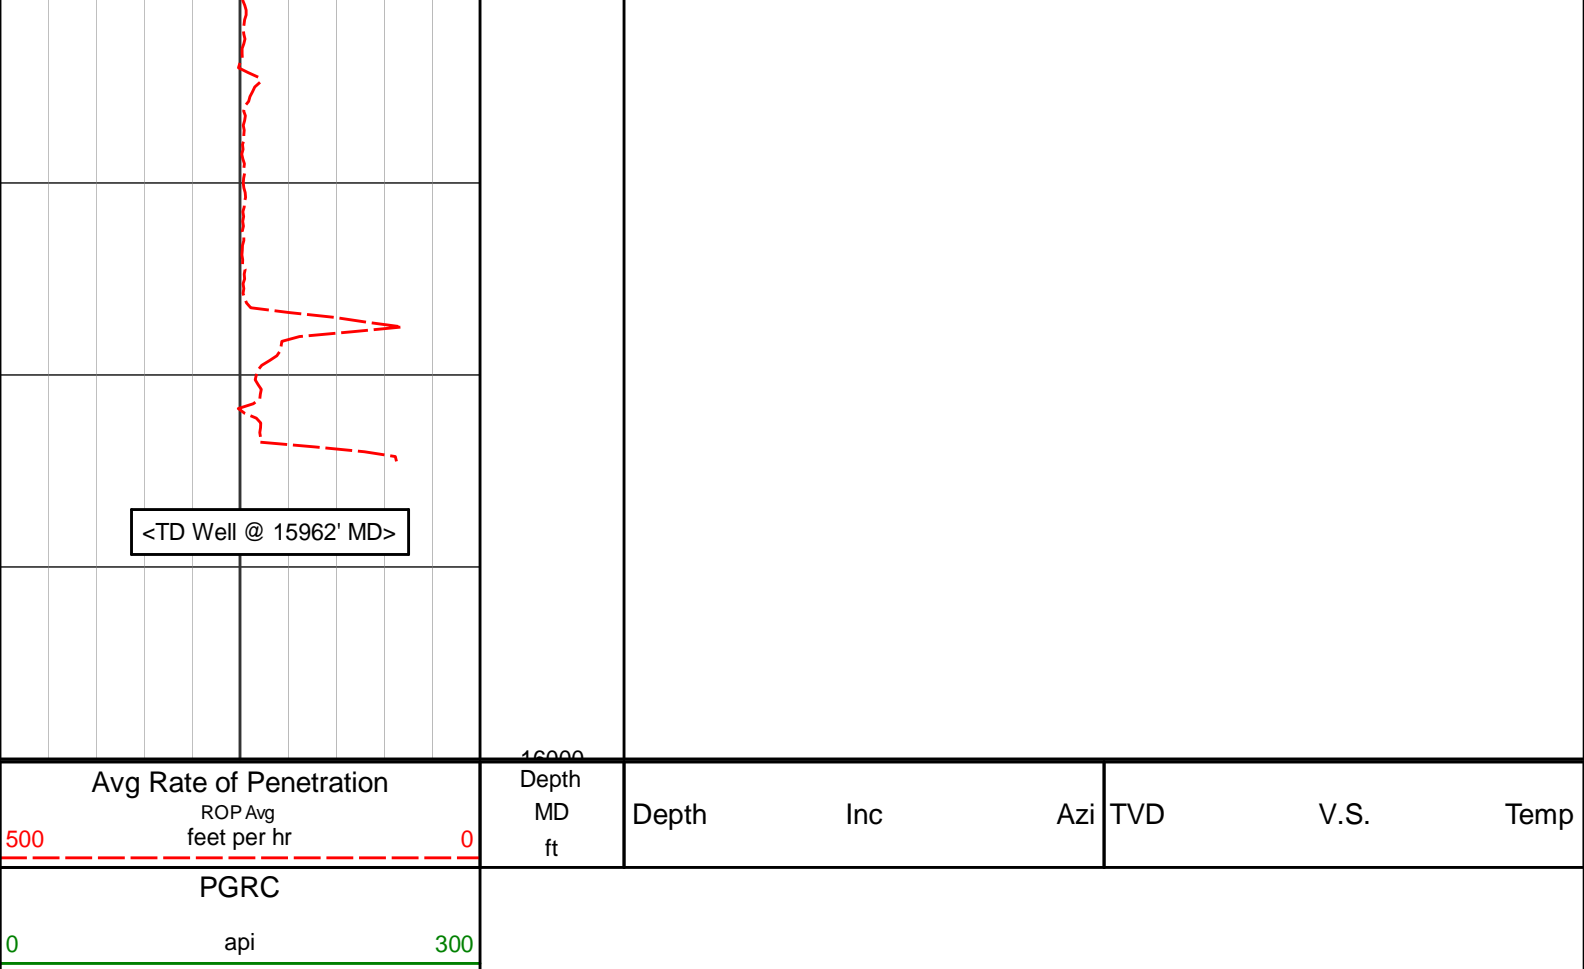 <TD Well @ 15962' MD>
16000
Avg Rate of Penetration
ROP Avg
feet per hr
500 0
Depth
MD
ft
Depth Inc Azi TVD V.S. Temp
PGRC
0 api 300